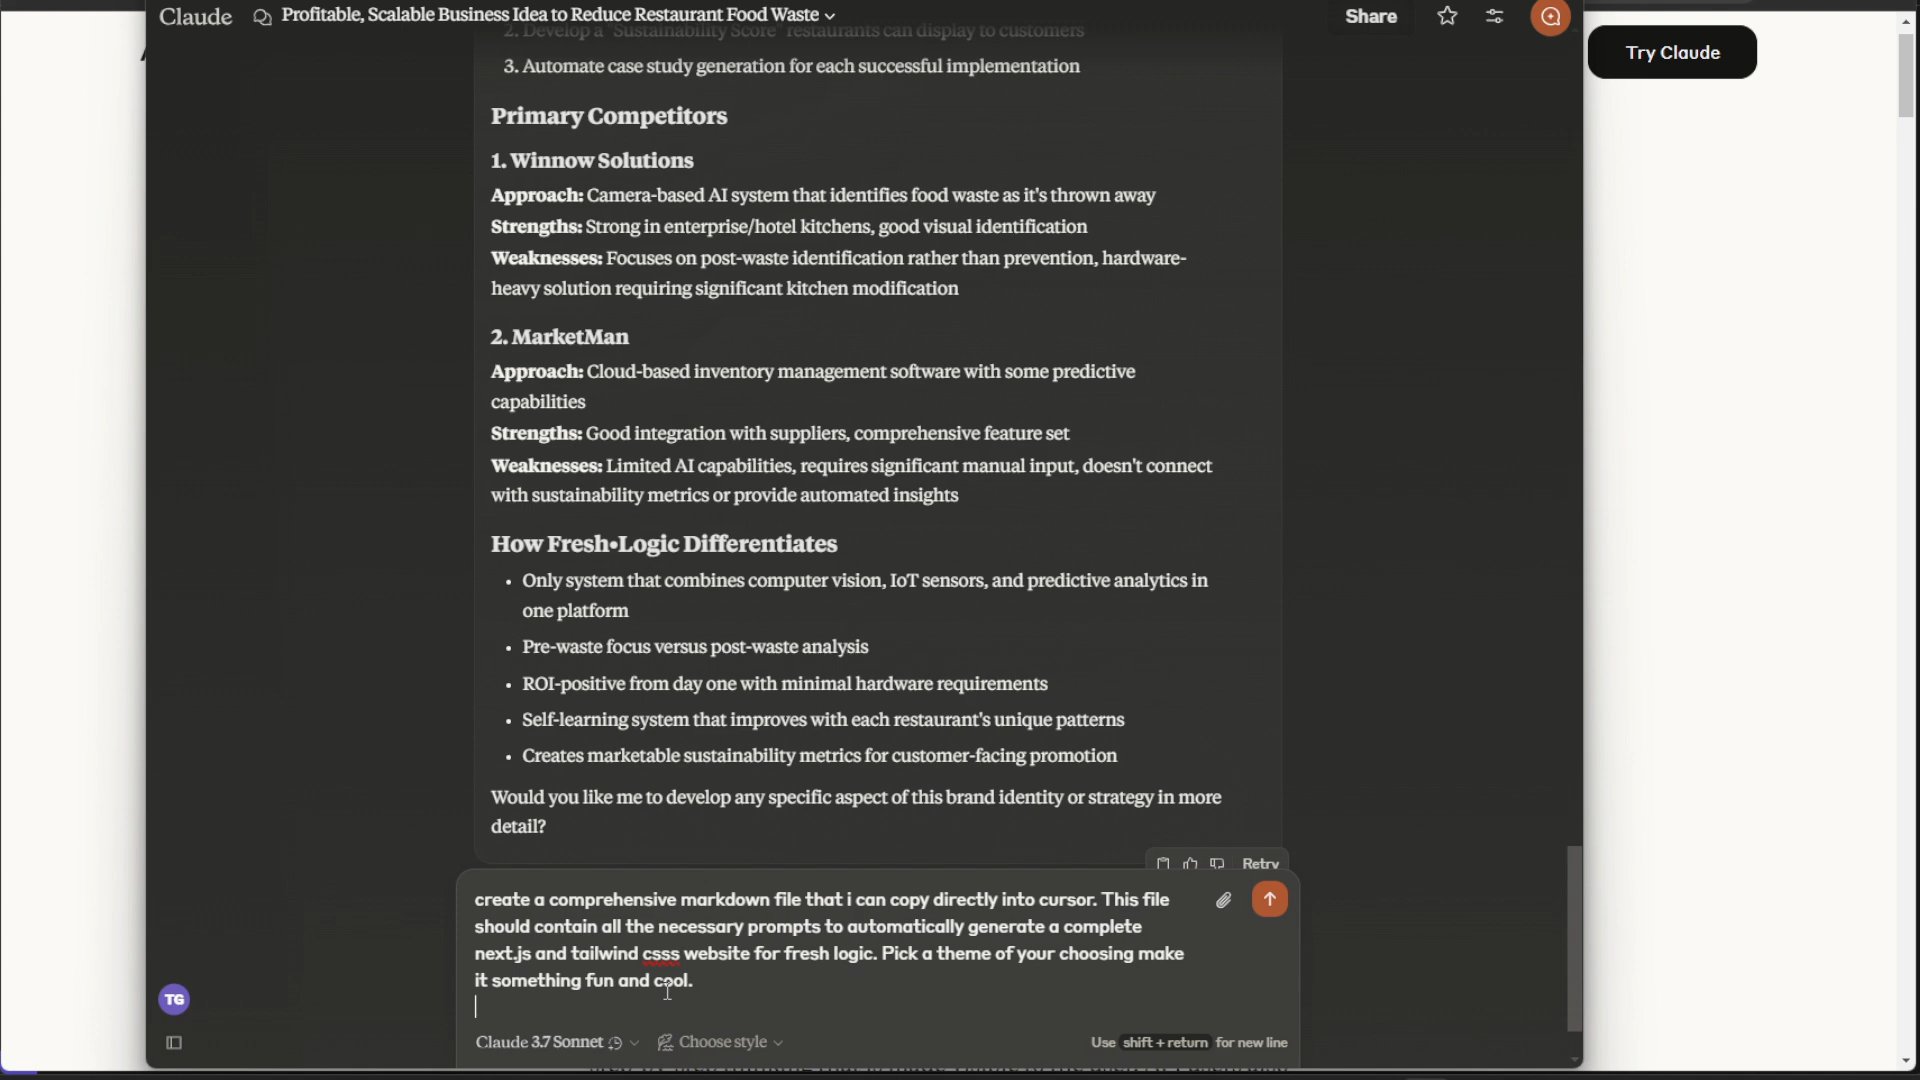 Claude
Profitable, Scalable Business Idea to Reduce Restaurant Food Waste
Share
Try Claude
2. Develop a "Sustainability Score" restaurants can display to customers
3. Automate case study generation for each successful implementation
Primary Competitors
1. Winnow Solutions
Approach: Camera-based AI system that identifies food waste as it's thrown away
Strengths: Strong in enterprise/hotel kitchens, good visual identification
Weaknesses: Focuses on post-waste identification rather than prevention, hardware-
heavy solution requiring significant kitchen modification
2. MarketMan
Approach: Cloud-based inventory management software with some predictive
capabilities
Strengths: Good integration with suppliers, comprehensive feature set
Weaknesses: Limited AI capabilities, requires significant manual input, doesn't connect
with sustainability metrics or provide automated insights
How Fresh•Logic Differentiates
• Only system that combines computer vision, IoT sensors, and predictive analytics in
one platform
• Pre-waste focus versus post-waste analysis
• ROI-positive from day one with minimal hardware requirements
• Self-learning system that improves with each restaurant's unique patterns
• Creates marketable sustainability metrics for customer-facing promotion
Would you like me to develop any specific aspect of this brand identity or strategy in more
detail?
Retry
create a comprehensive markdown file that i can copy directly into cursor. This file
should contain all the necessary prompts to automatically generate a complete
next.js and tailwind csss website for fresh logic. Pick a theme of your choosing make
it something fun and cool.
TG
Claude 3.7 Sonnet
Choose style
Use shift + return for new line